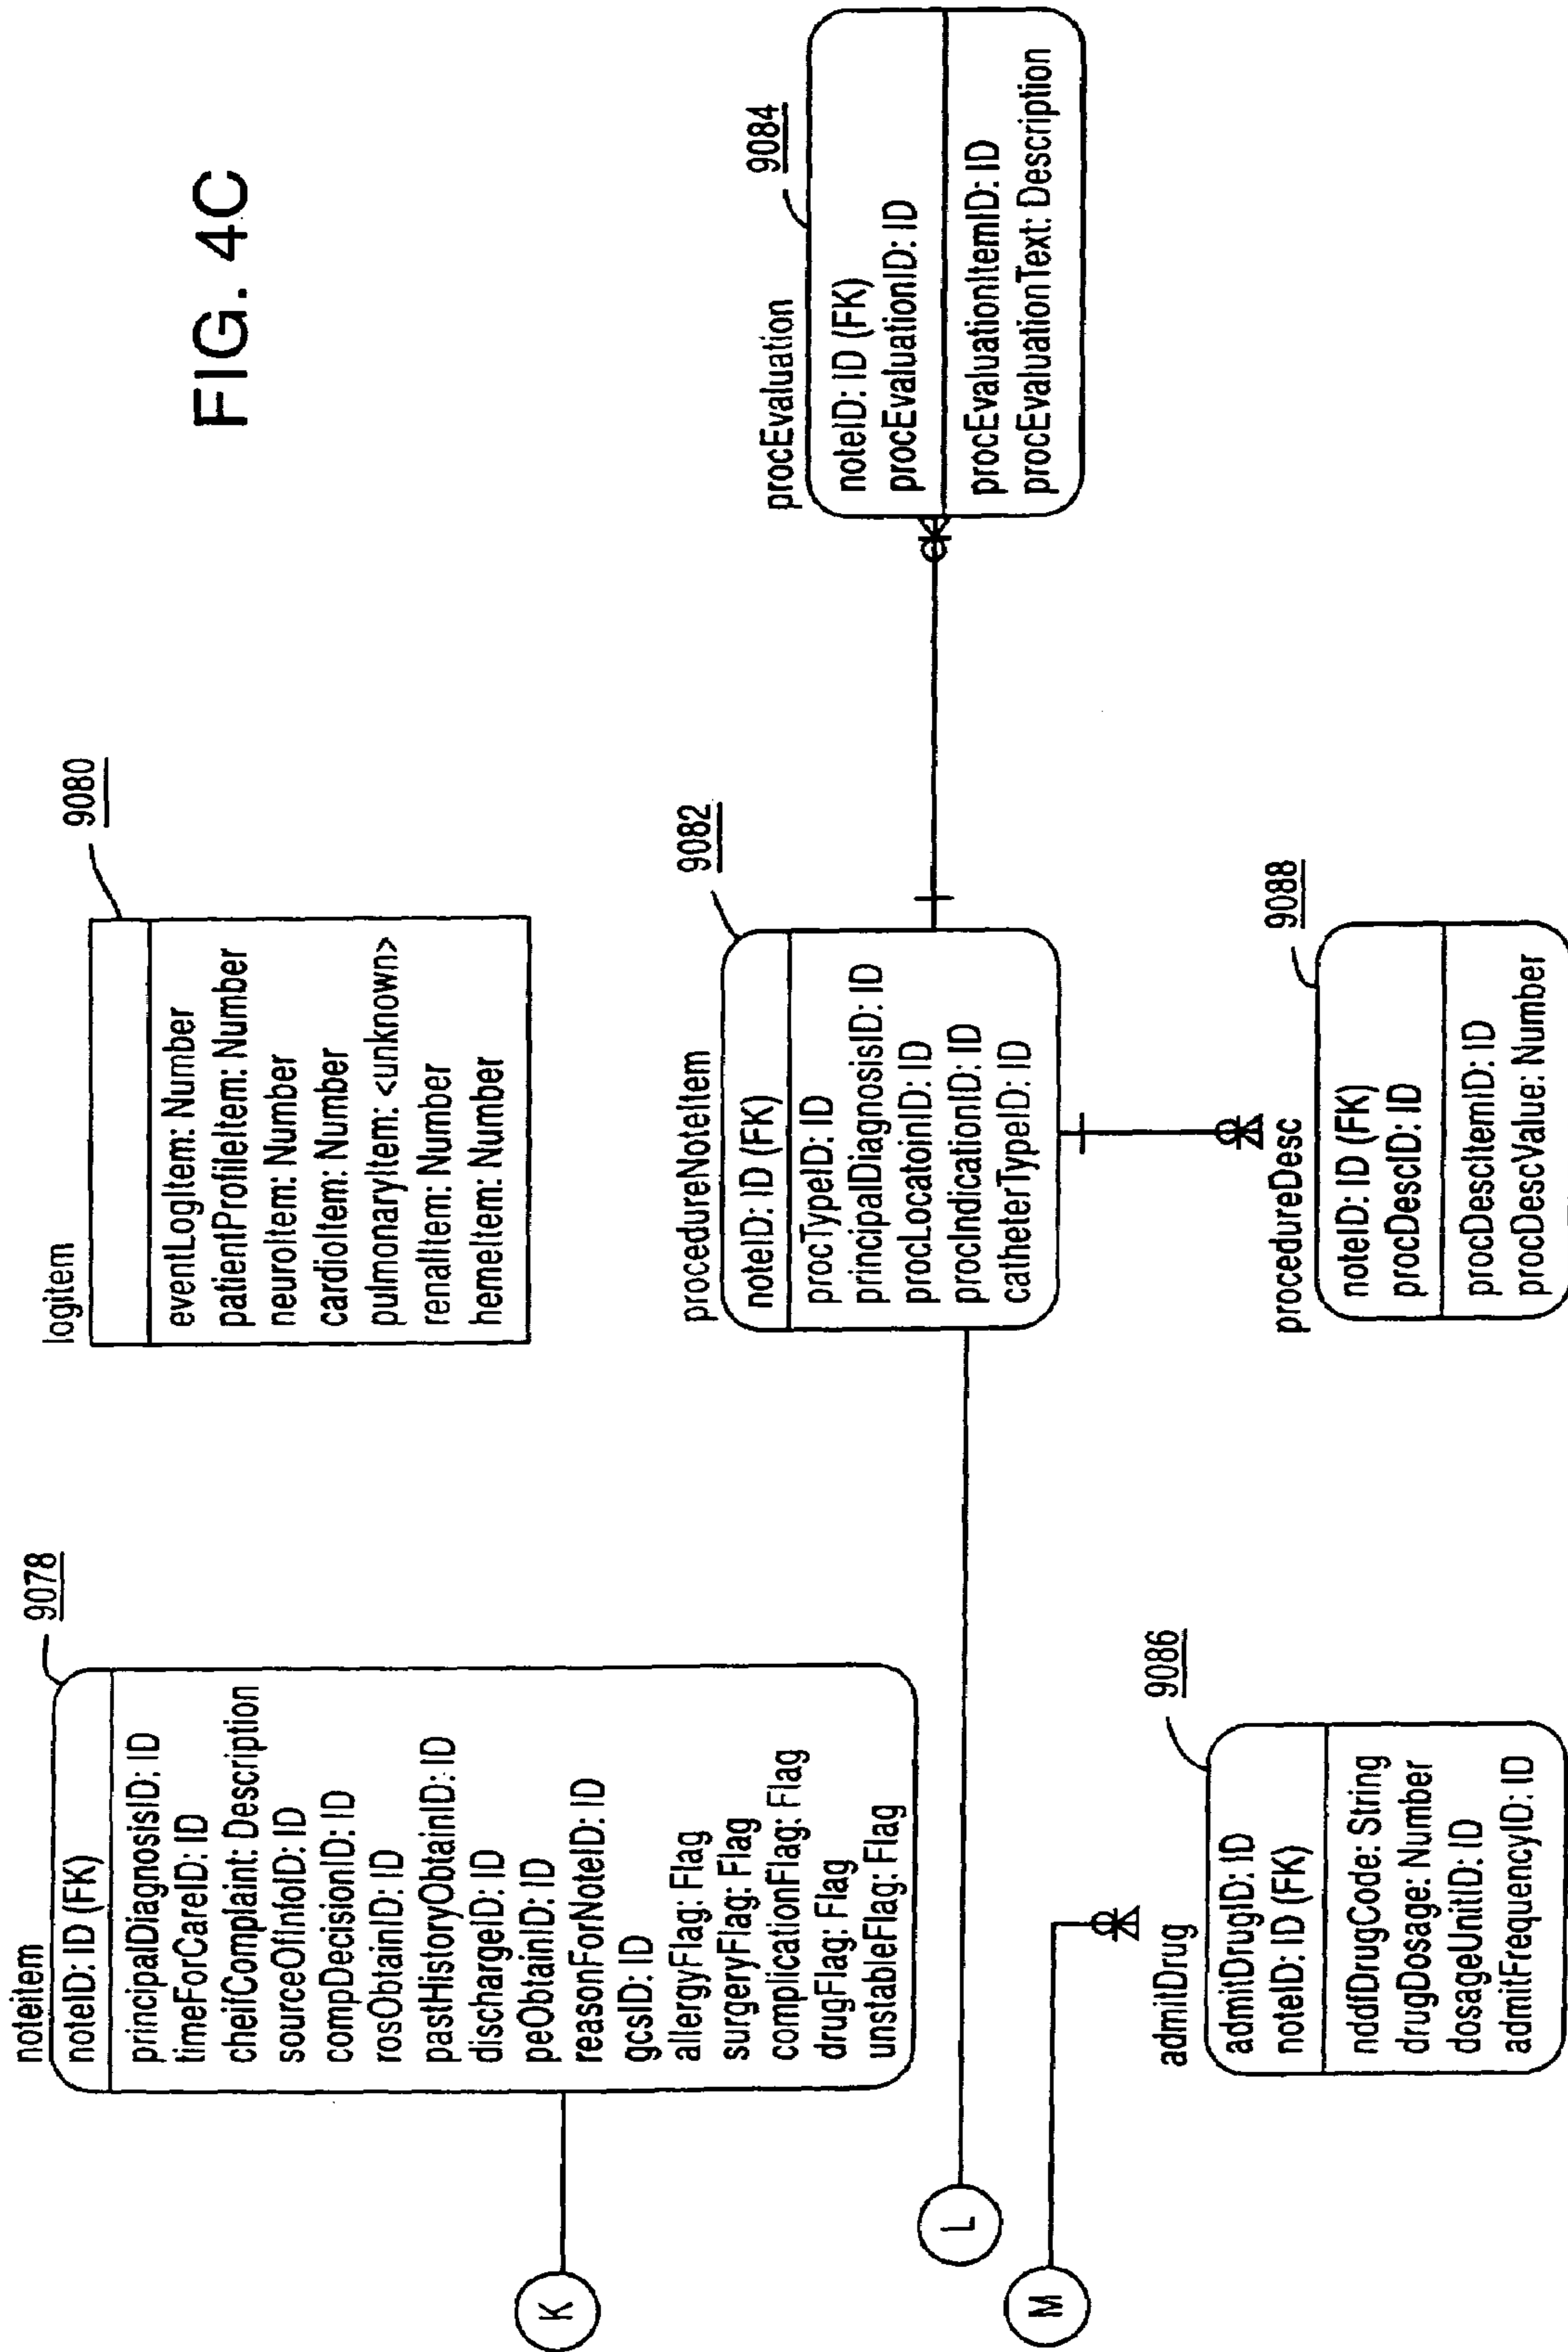 FIG. 4C
noteitem
9078
noteID: ID (FK)
principalDiagnosisID: ID
timeForCareID: ID
cheifComplaint: Description
sourceOfInfoID: ID
compDecisionID: ID
rosObtainID: ID
pastHistoryObtainID: ID
dischargeID: ID
peObtainID: ID
reasonForNoteID: ID
gcsID: ID
allergyFlag: Flag
surgeryFlag: Flag
complicationFlag: Flag
drugFlag: Flag
unstableFlag: Flag
K
logitem
9080
eventLogItem: Number
patientProfileItem: Number
neuroItem: Number
cardioItem: Number
pulmonaryItem: <unknown>
renalItem: Number
hemeItem: Number
L
procedureNoteItem
9082
noteID: ID (FK)
procTypeID: ID
principalDiagnosisID: ID
procLocatoinID: ID
procIndicationID: ID
catheterTypeID: ID
procEvaluation
9084
noteID: ID (FK)
procEvaluationID: ID
procEvaluationItemID: ID
procEvaluationText: Description
M
admitDrug
9086
admitDrugID: ID
noteID: ID (FK)
nddfDrugCode: String
drugDosage: Number
dosageUnitID: ID
admitFrequencyID: ID
procedureDesc
9088
noteID: ID (FK)
procDescID: ID
procDescItemID: ID
procDescValue: Number